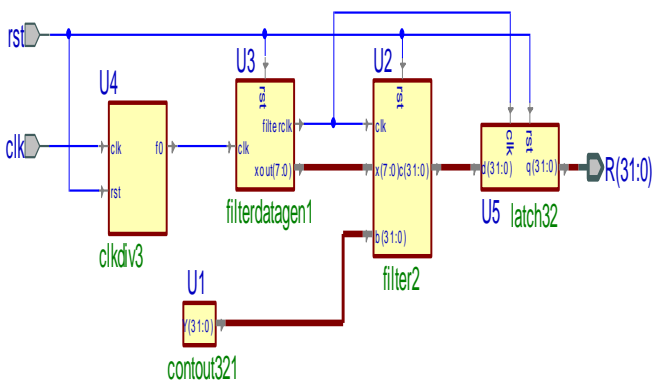 rst
U3
U2
U4
rst
rst
clk
rst
filterclk
clk
clk
clk
f0
clk
xout(7:0)
x(7:0)
c(31:0)
d(31:0)
q(31:0)
R(31:0)
rst
filterdatagen1
U5
latch32
b(31:0)
clkdiv3
filter2
U1
Y(31:0)
contout321